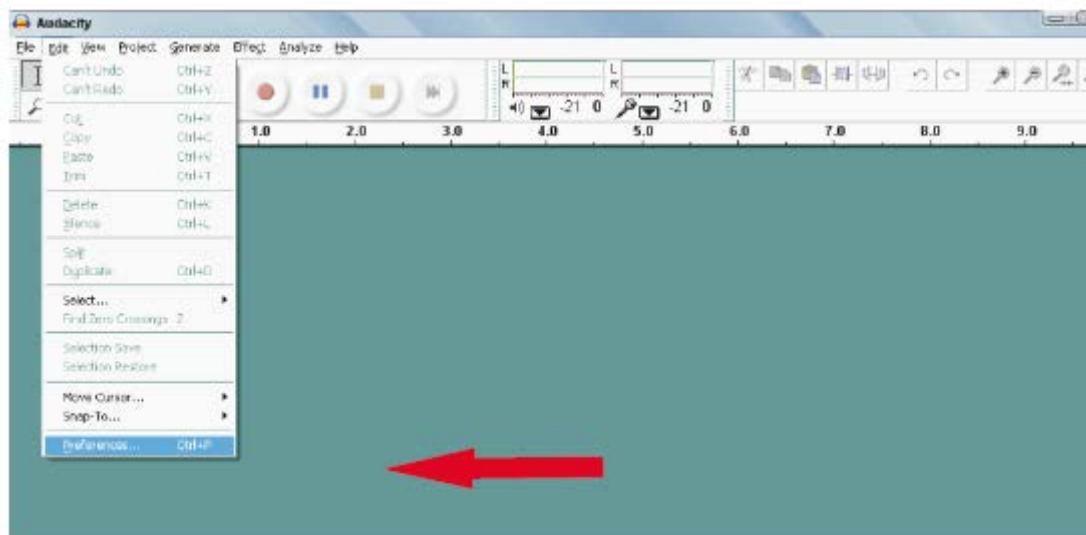 Audacity
File Edit View Project Generate Effect Analyze Help
Can't Undo Ctrl+Z
Can't Redo Ctrl+Y
Cut Ctrl+X
Copy Ctrl+C
Paste Ctrl+V
Trim Ctrl+T
Delete Ctrl+K
Silence Ctrl+L
Split
Duplicate Ctrl+D
Select...
Find Zero Crossings Z
Selection Save
Selection Restore
Move Cursor...
Snap-To...
Preferences... Ctrl+P
L L
R R
-21 0 -21 0
1.0 2.0 3.0 4.0 5.0 6.0 7.0 8.0 9.0